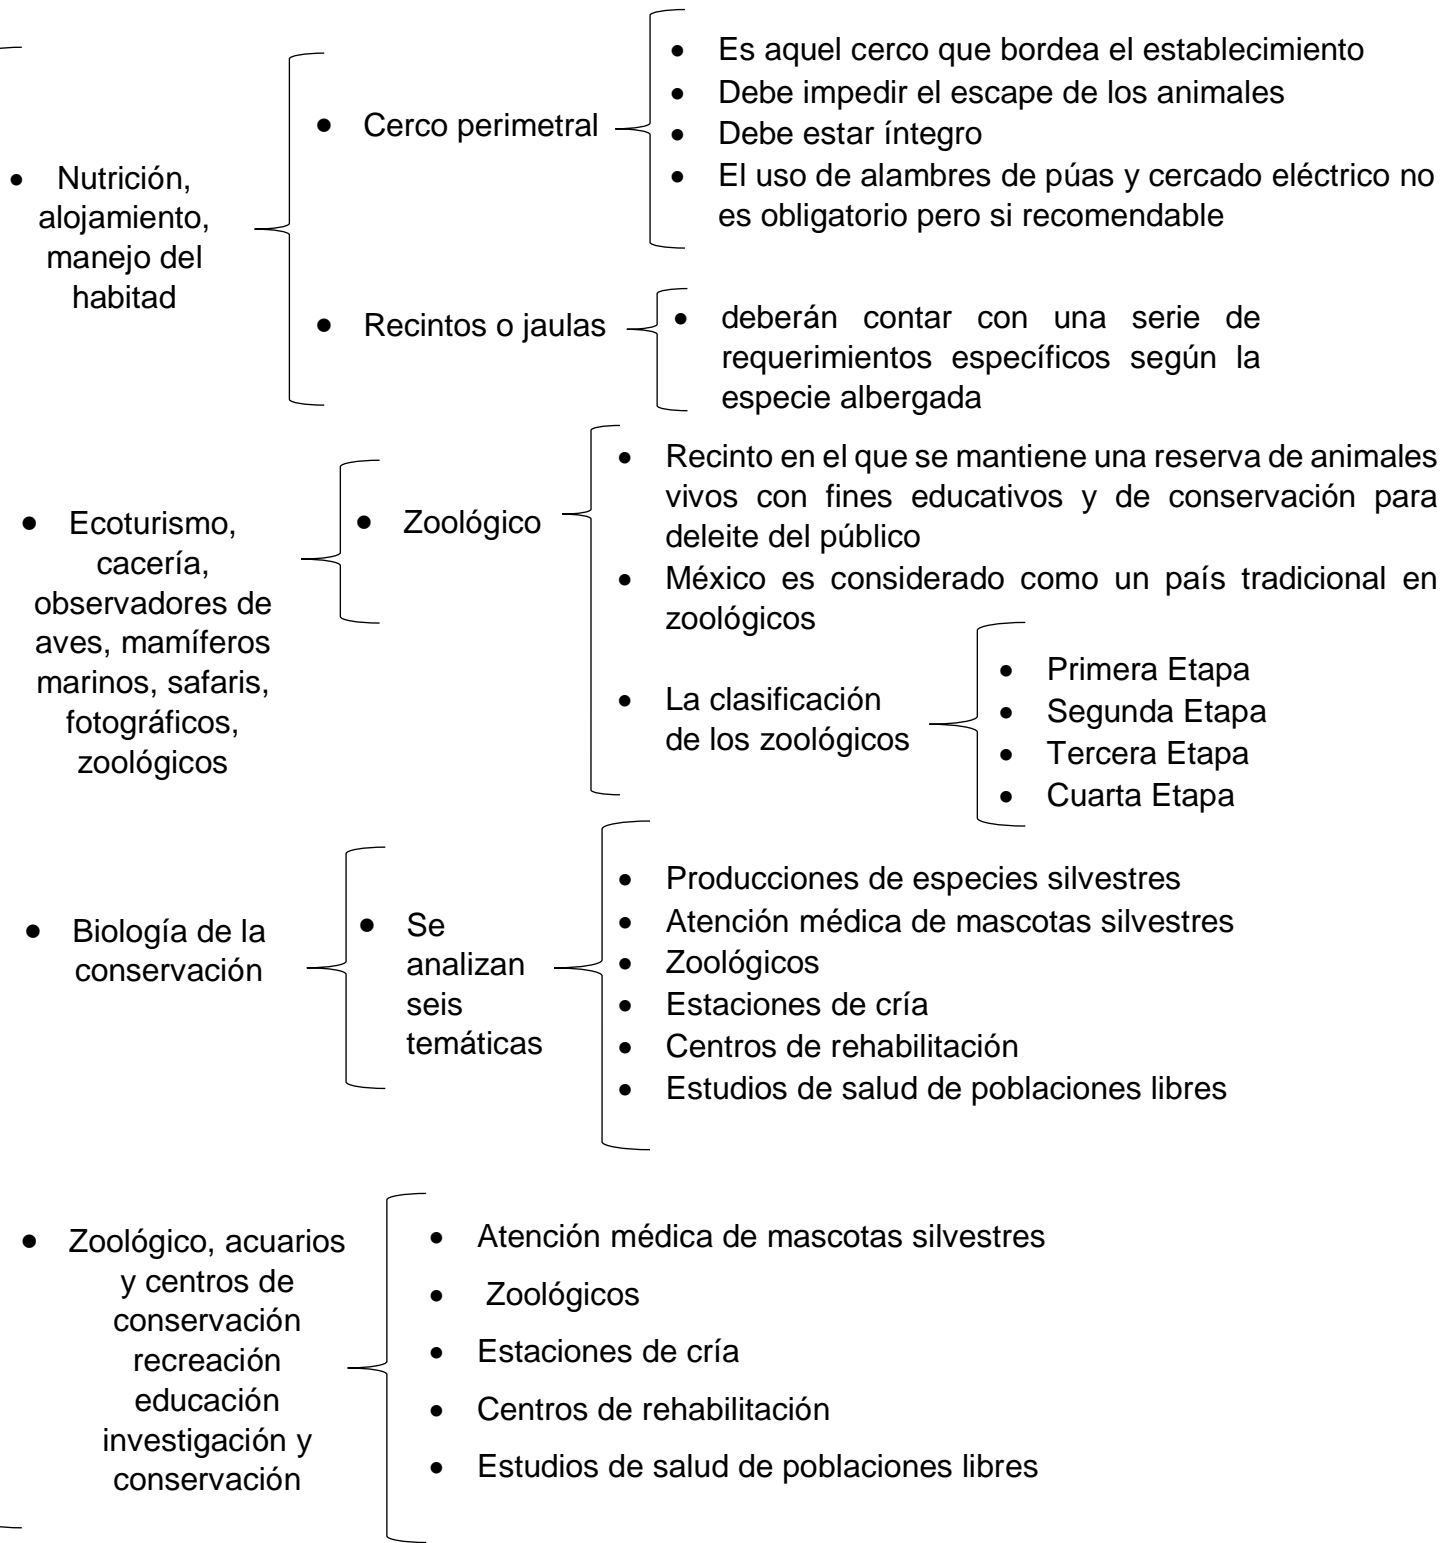 • Nutrición,
alojamiento,
manejo del
habitad
• Cerco perimetral
• Es aquel cerco que bordea el establecimiento
• Debe impedir el escape de los animales
• Debe estar íntegro
• El uso de alambres de púas y cercado eléctrico no
es obligatorio pero si recomendable
• Recintos o jaulas
• deberán contar con una serie de
requerimientos específicos según la
especie albergada
• Ecoturismo,
cacería,
observadores de
aves, mamíferos
marinos, safaris,
fotográficos,
zoológicos
• Zoológico
• Recinto en el que se mantiene una reserva de animales
vivos con fines educativos y de conservación para
deleite del público
• México es considerado como un país tradicional en
zoológicos
• La clasificación
de los zoológicos
• Primera Etapa
• Segunda Etapa
• Tercera Etapa
• Cuarta Etapa
• Biología de la
conservación
• Se
analizan
seis
temáticas
• Producciones de especies silvestres
• Atención médica de mascotas silvestres
• Zoológicos
• Estaciones de cría
• Centros de rehabilitación
• Estudios de salud de poblaciones libres
• Zoológico, acuarios
y centros de
conservación
recreación
educación
investigación y
conservación
• Atención médica de mascotas silvestres
• Zoológicos
• Estaciones de cría
• Centros de rehabilitación
• Estudios de salud de poblaciones libres